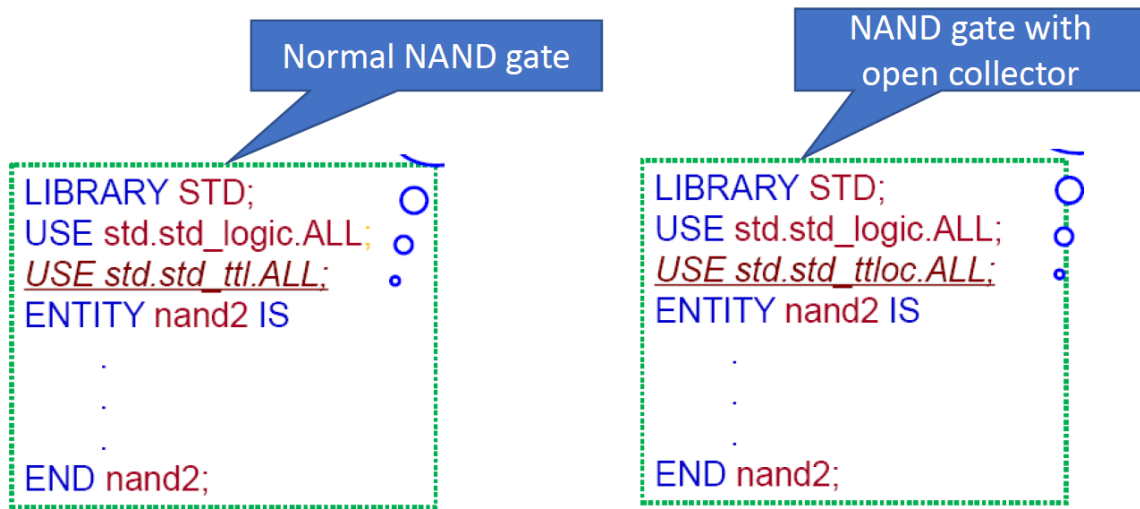 Normal NAND gate
LIBRARY STD;
USE std.std_logic.ALL;
USE std.std_ttl.ALL;
ENTITY nand2 IS
.
.
.
END nand2;
NAND gate with
open collector
LIBRARY STD;
USE std.std_logic.ALL;
USE std.std_ttloc.ALL;
ENTITY nand2 IS
.
.
.
END nand2;